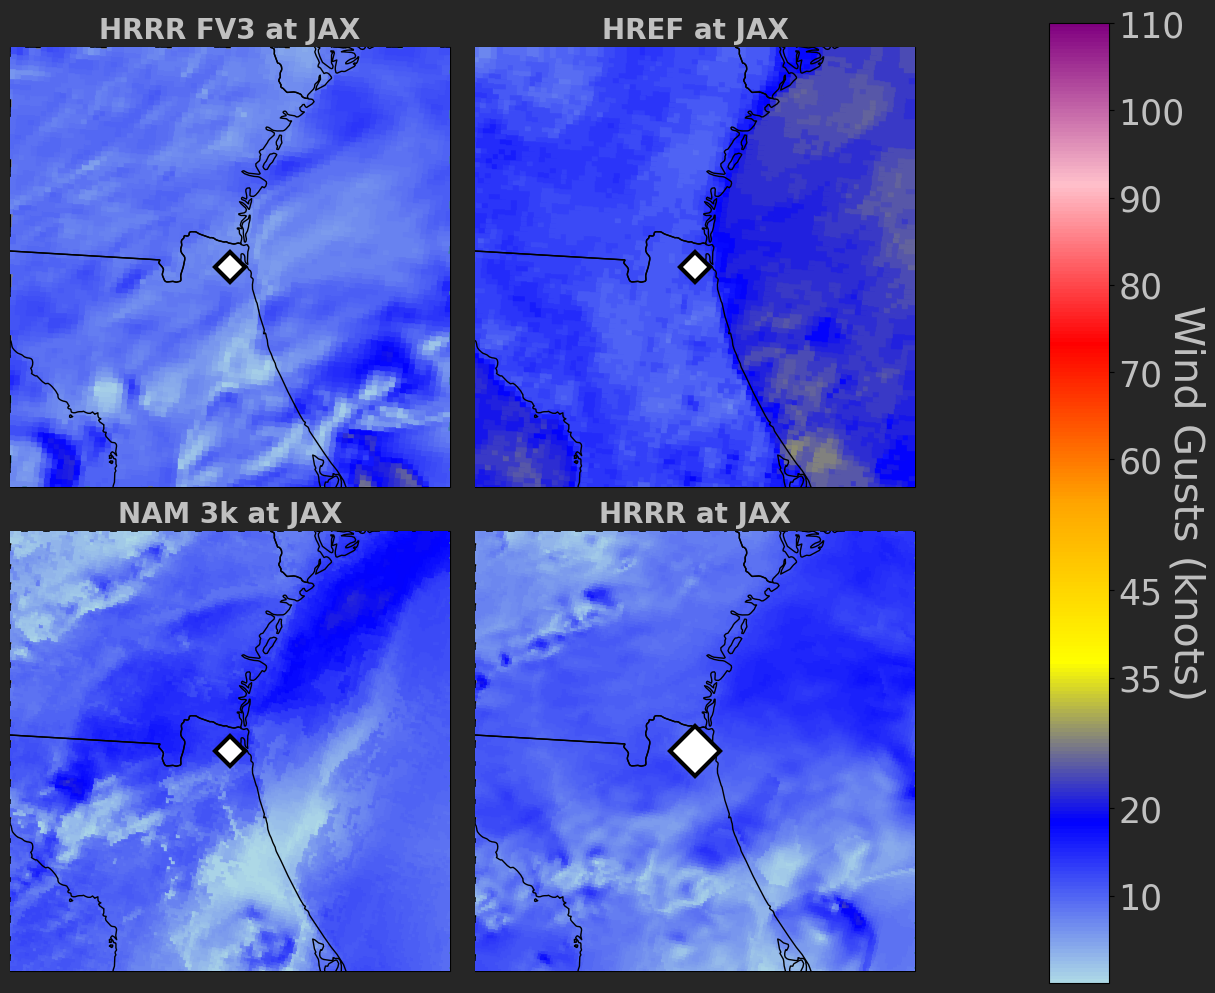 HRRR FV3 at JAX
HREF at JAX
NAM 3k at JAX
HRRR at JAX
110
100
90
80
70
60
45
35
20
10
Wind Gusts (knots)